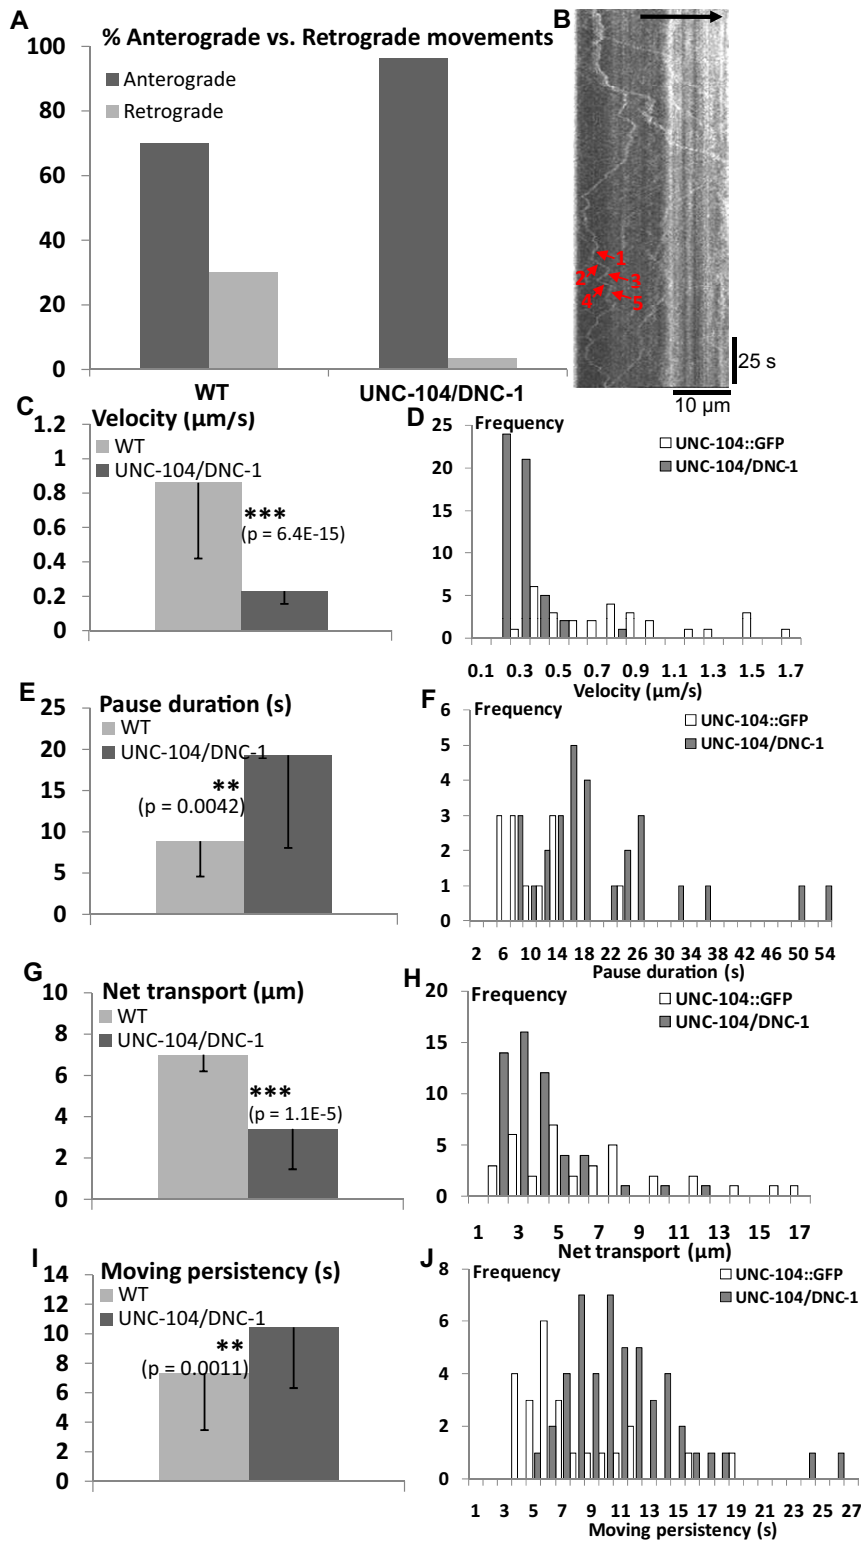 A
% Anterograde vs. Retrograde movements
100
80
60
40
20
0
Anterograde
Retrograde
WT
UNC-104/DNC-1
B
1
2
3
4
5
25 s
10 µm
C
Velocity (µm/s)
1.2
1
0.8
0.6
0.4
0.2
0
WT
UNC-104/DNC-1
***
(p = 6.4E-15)
D
Frequency
25
20
15
10
5
0
UNC-104::GFP
UNC-104/DNC-1
0.1 0.3 0.5 0.7 0.9 1.1 1.3 1.5 1.7
Velocity (µm/s)
E
Pause duration (s)
25
20
15
10
5
0
WT
UNC-104/DNC-1
**
(p = 0.0042)
F
Frequency
6
5
4
3
2
1
0
UNC-104::GFP
UNC-104/DNC-1
2 6 10 14 18 22 26 30 34 38 42 46 50 54
Pause duration (s)
G
Net transport (µm)
10
8
6
4
2
0
WT
UNC-104/DNC-1
***
(p = 1.1E-5)
H
Frequency
20
15
10
5
0
UNC-104::GFP
UNC-104/DNC-1
1 3 5 7 9 11 13 15 17
Net transport (µm)
I
Moving persistency (s)
14
12
10
8
6
4
2
0
WT
UNC-104/DNC-1
**
(p = 0.0011)
J
Frequency
8
6
4
2
0
UNC-104::GFP
UNC-104/DNC-1
1 3 5 7 9 11 13 15 17 19 21 23 25 27
Moving persistency (s)